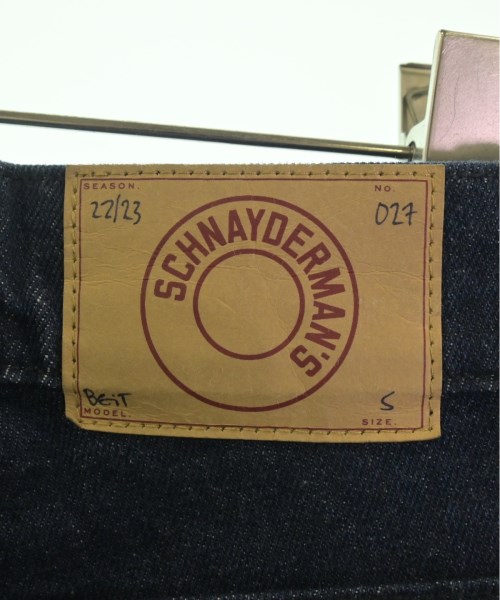 SEASON. NO.
22/23 027
SCHNAYDERMAN'S
BEiT S
MODEL. SIZE.